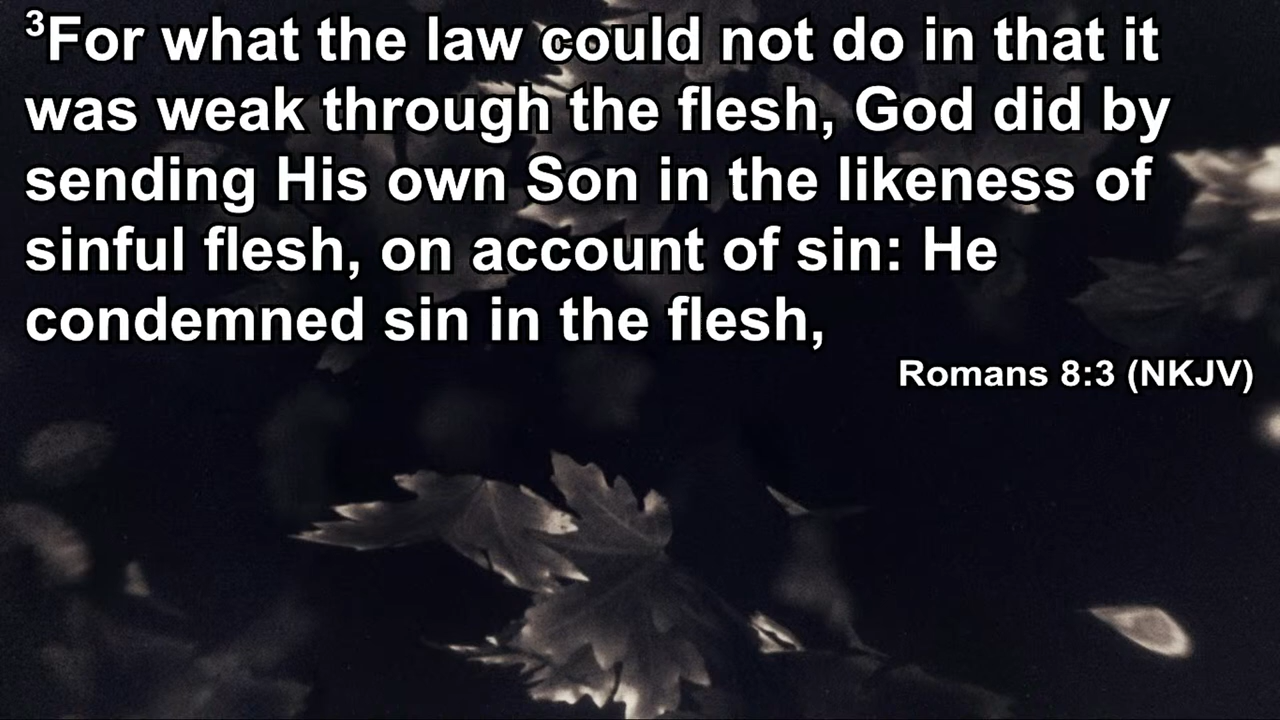 ³For what the law could not do in that it
was weak through the flesh, God did by
sending His own Son in the likeness of
sinful flesh, on account of sin: He
condemned sin in the flesh,
Romans 8:3 (NKJV)